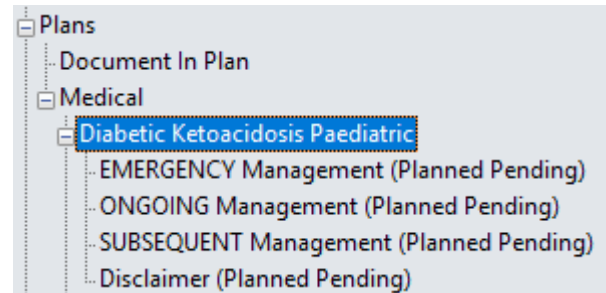 Plans
Document In Plan
Medical
Diabetic Ketoacidosis Paediatric
EMERGENCY Management (Planned Pending)
ONGOING Management (Planned Pending)
SUBSEQUENT Management (Planned Pending)
Disclaimer (Planned Pending)